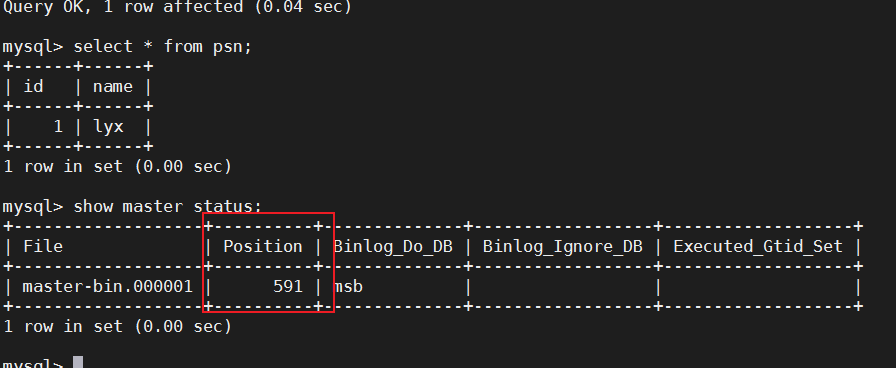 Query OK, 1 row affected (0.04 sec)
mysql> select * from psn;
+------+------+
| id   | name |
+------+------+
|    1 | lyx  |
+------+------+
1 row in set (0.00 sec)
mysql> show master status;
+-------------------+----------+--------------+------------------+-------------------+
| File              | Position | Binlog_Do_DB | Binlog_Ignore_DB | Executed_Gtid_Set |
+-------------------+----------+--------------+------------------+-------------------+
| master-bin.000001 |      591 | msb          |                  |                   |
+-------------------+----------+--------------+------------------+-------------------+
1 row in set (0.00 sec)
mysql>